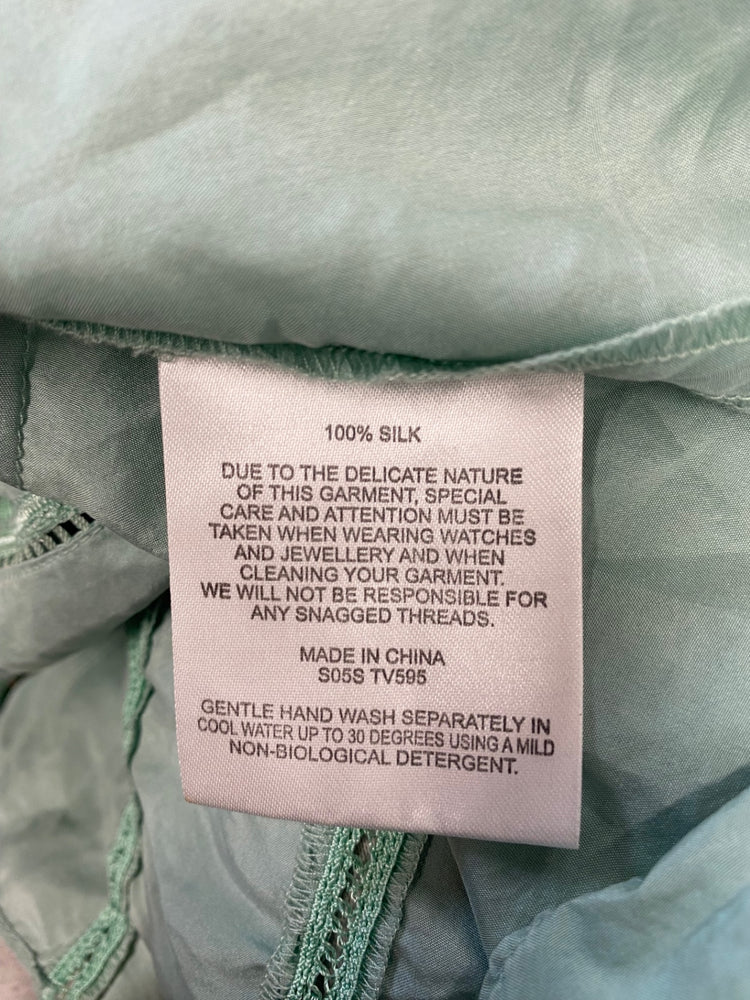 100% SILK
DUE TO THE DELICATE NATURE
OF THIS GARMENT, SPECIAL
CARE AND ATTENTION MUST BE
TAKEN WHEN WEARING WATCHES
AND JEWELLERY AND WHEN
CLEANING YOUR GARMENT.
WE WILL NOT BE RESPONSIBLE FOR
ANY SNAGGED THREADS.
MADE IN CHINA
S05S TV595
GENTLE HAND WASH SEPARATELY IN
COOL WATER UP TO 30 DEGREES USING A MILD
NON-BIOLOGICAL DETERGENT.